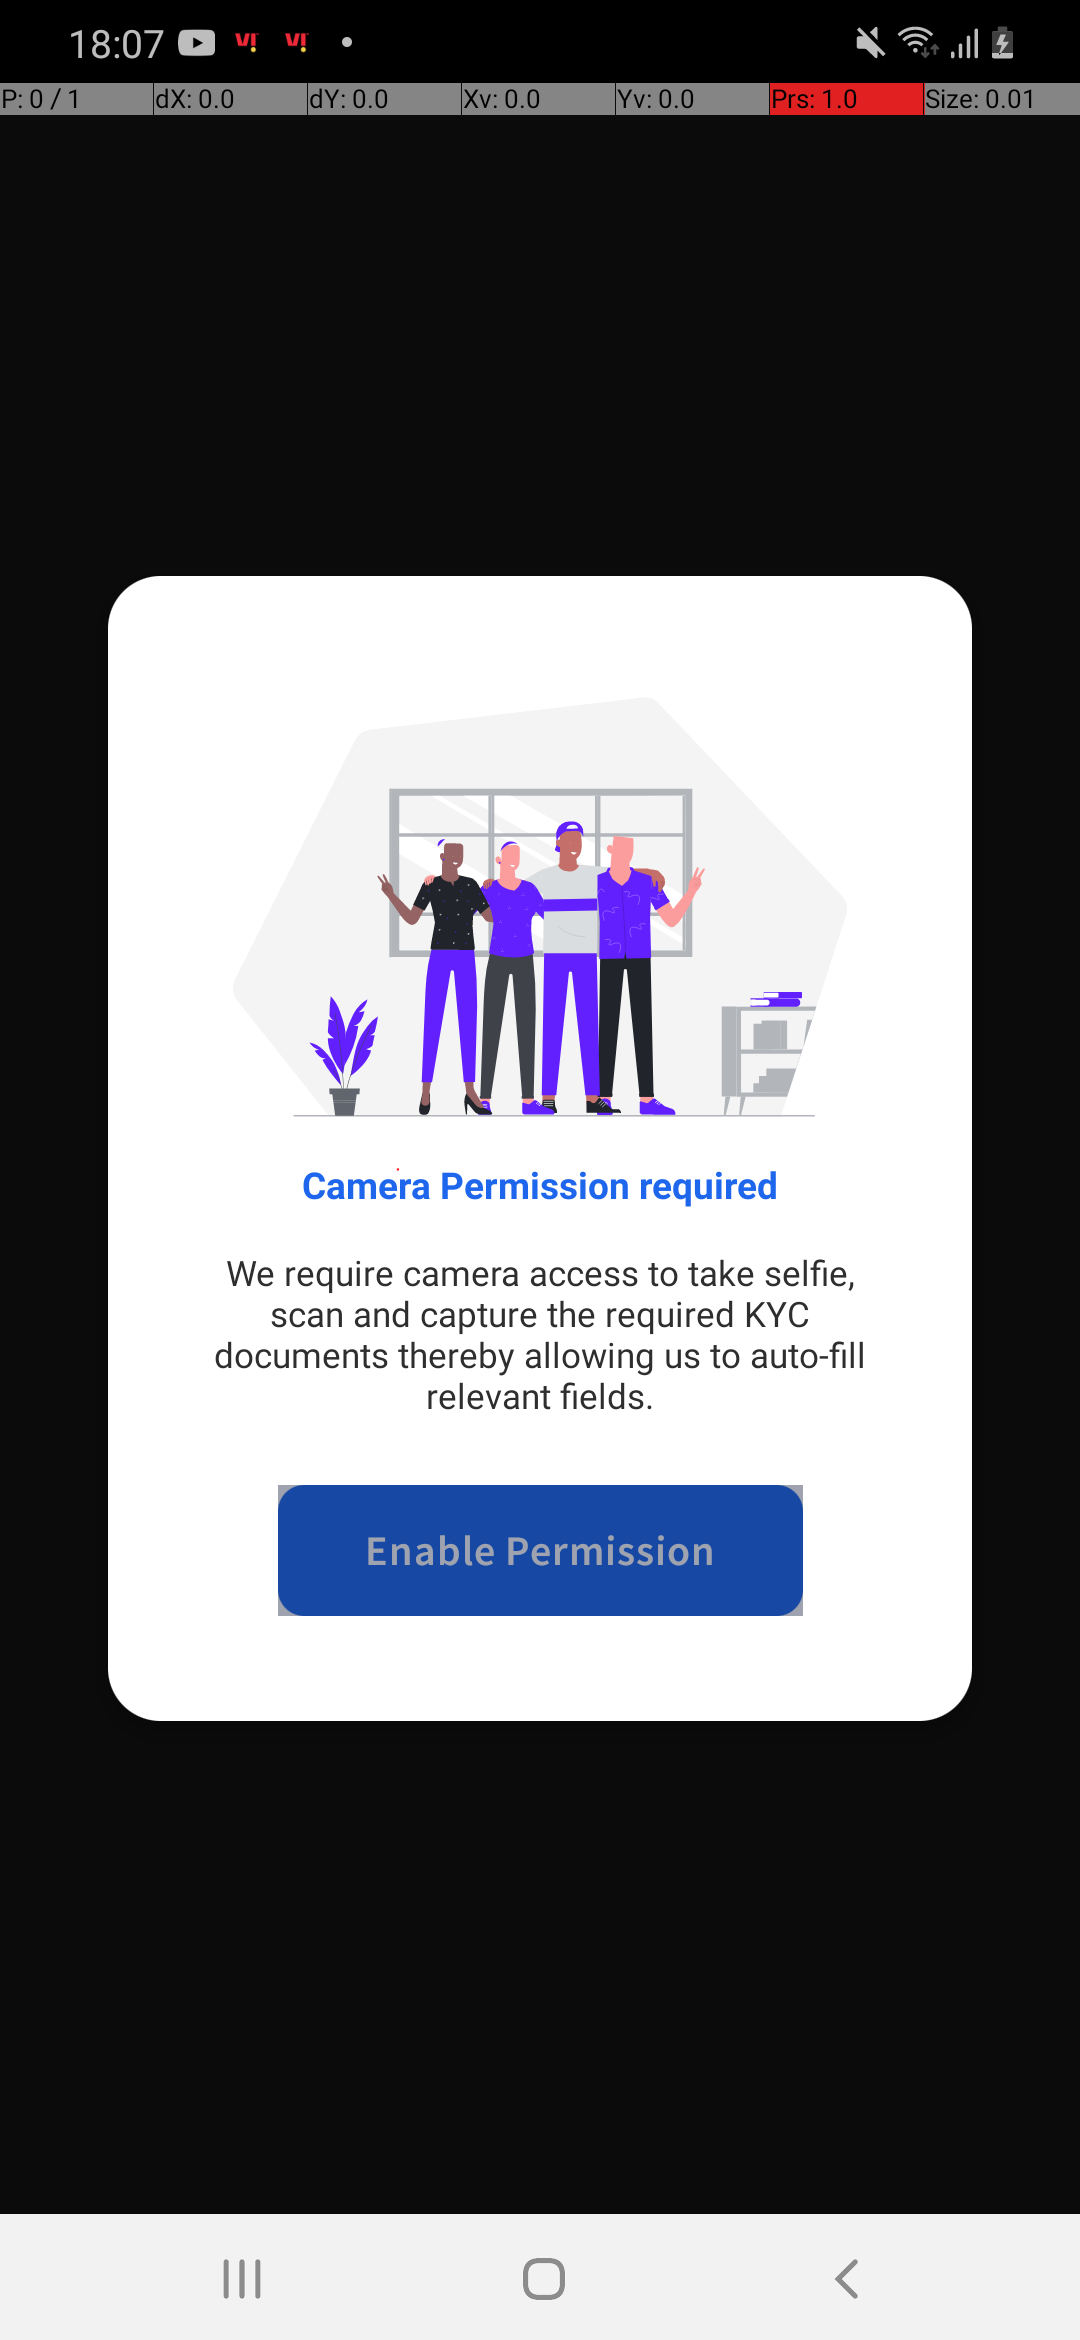 18:07
P: 0 / 1 dX: 0.0 dY: 0.0 Xv: 0.0 Yv: 0.0 Prs: 1.0 Size: 0.01
Camera Permission required
We require camera access to take selfie,
scan and capture the required KYC
documents thereby allowing us to auto-fill
relevant fields.
Enable Permission